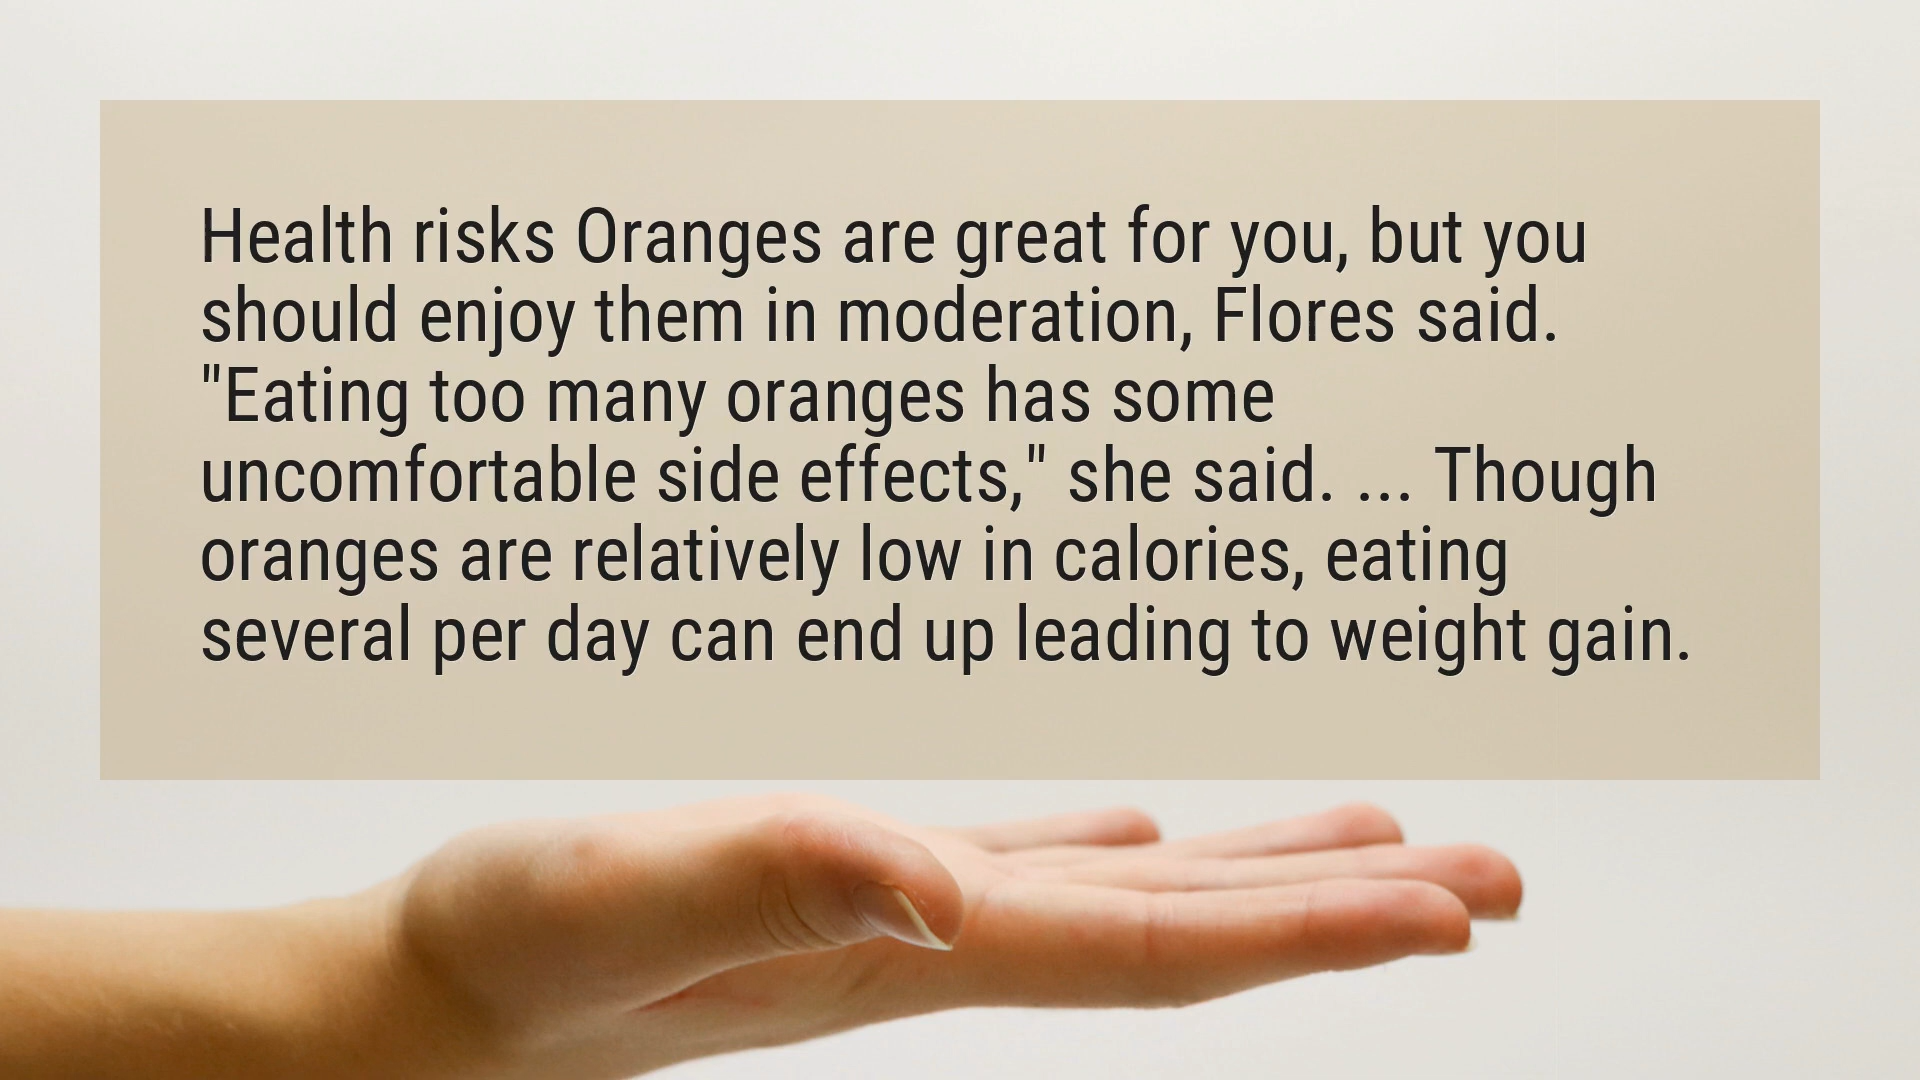 Health risks Oranges are great for you, but you
should enjoy them in moderation, Flores said.
"Eating too many oranges has some
uncomfortable side effects," she said. ... Though
oranges are relatively low in calories, eating
several per day can end up leading to weight gain.